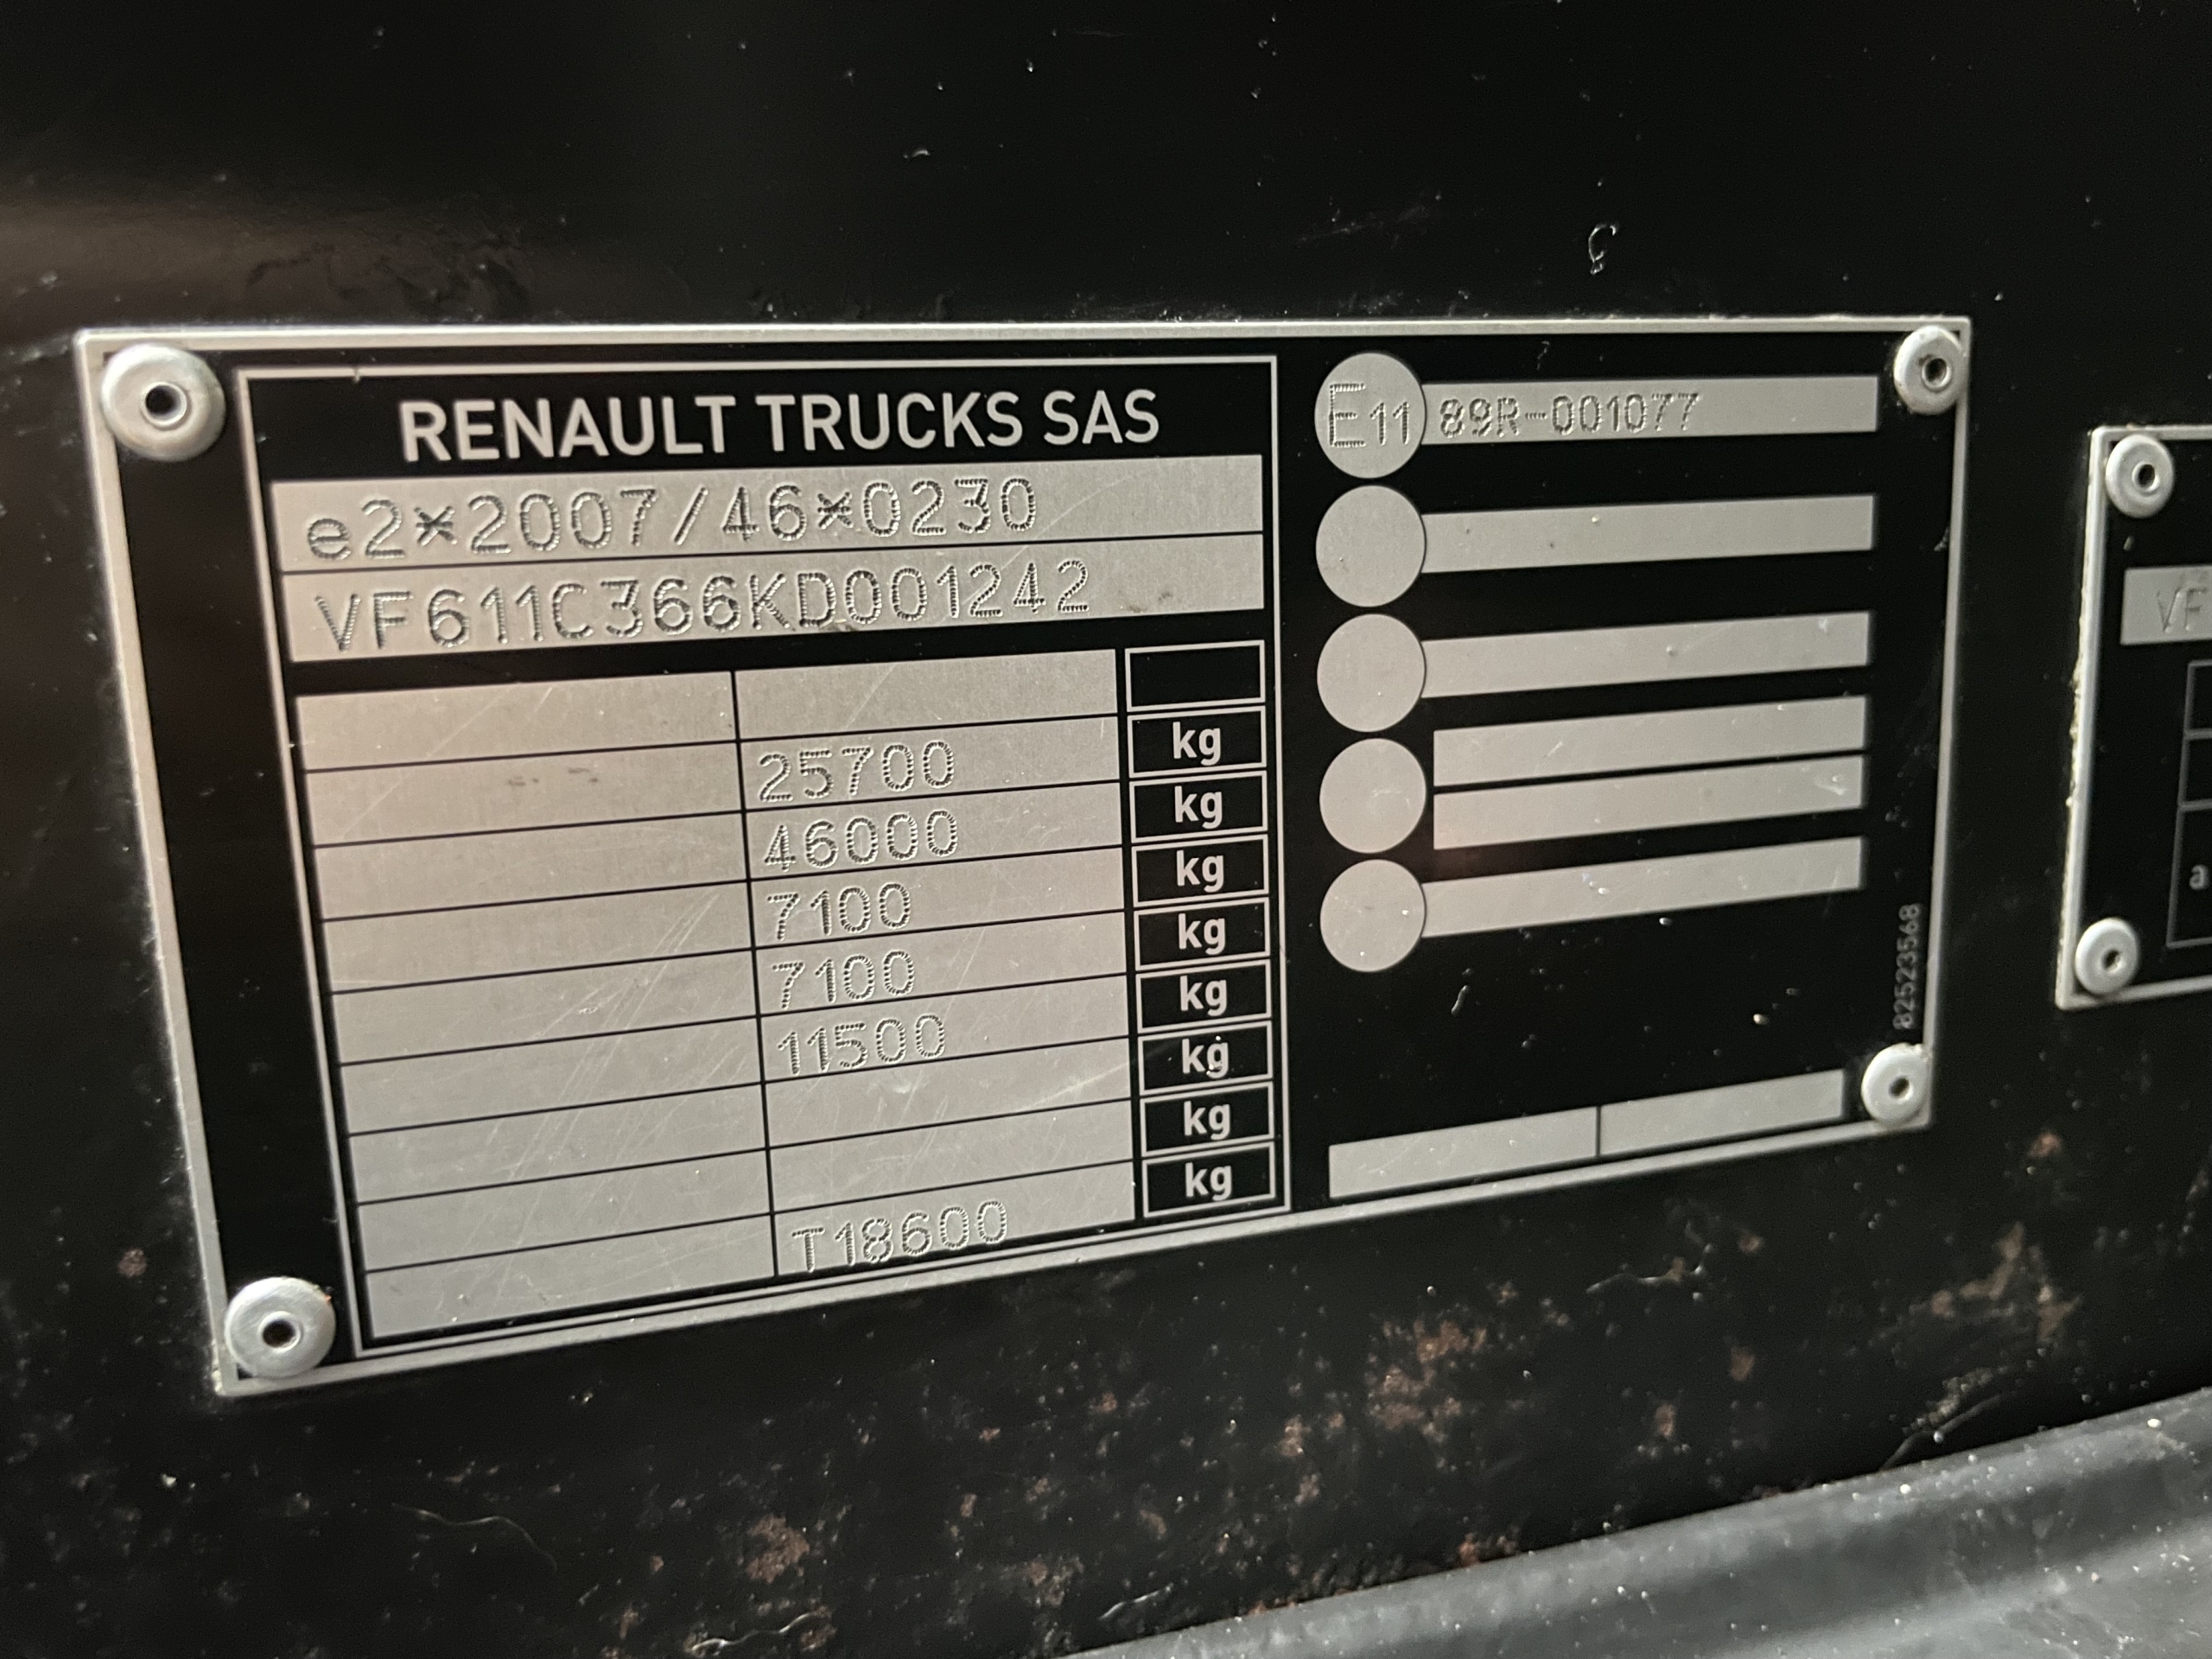 RENAULT TRUCKS SAS
e2*2007/46*0230
VF611C366KD001242
25700 kg
46000 kg
7100 kg
7100 kg
11500 kg
kg
kg
T18600 kg
E11 89R-001077
82523568
VF
a